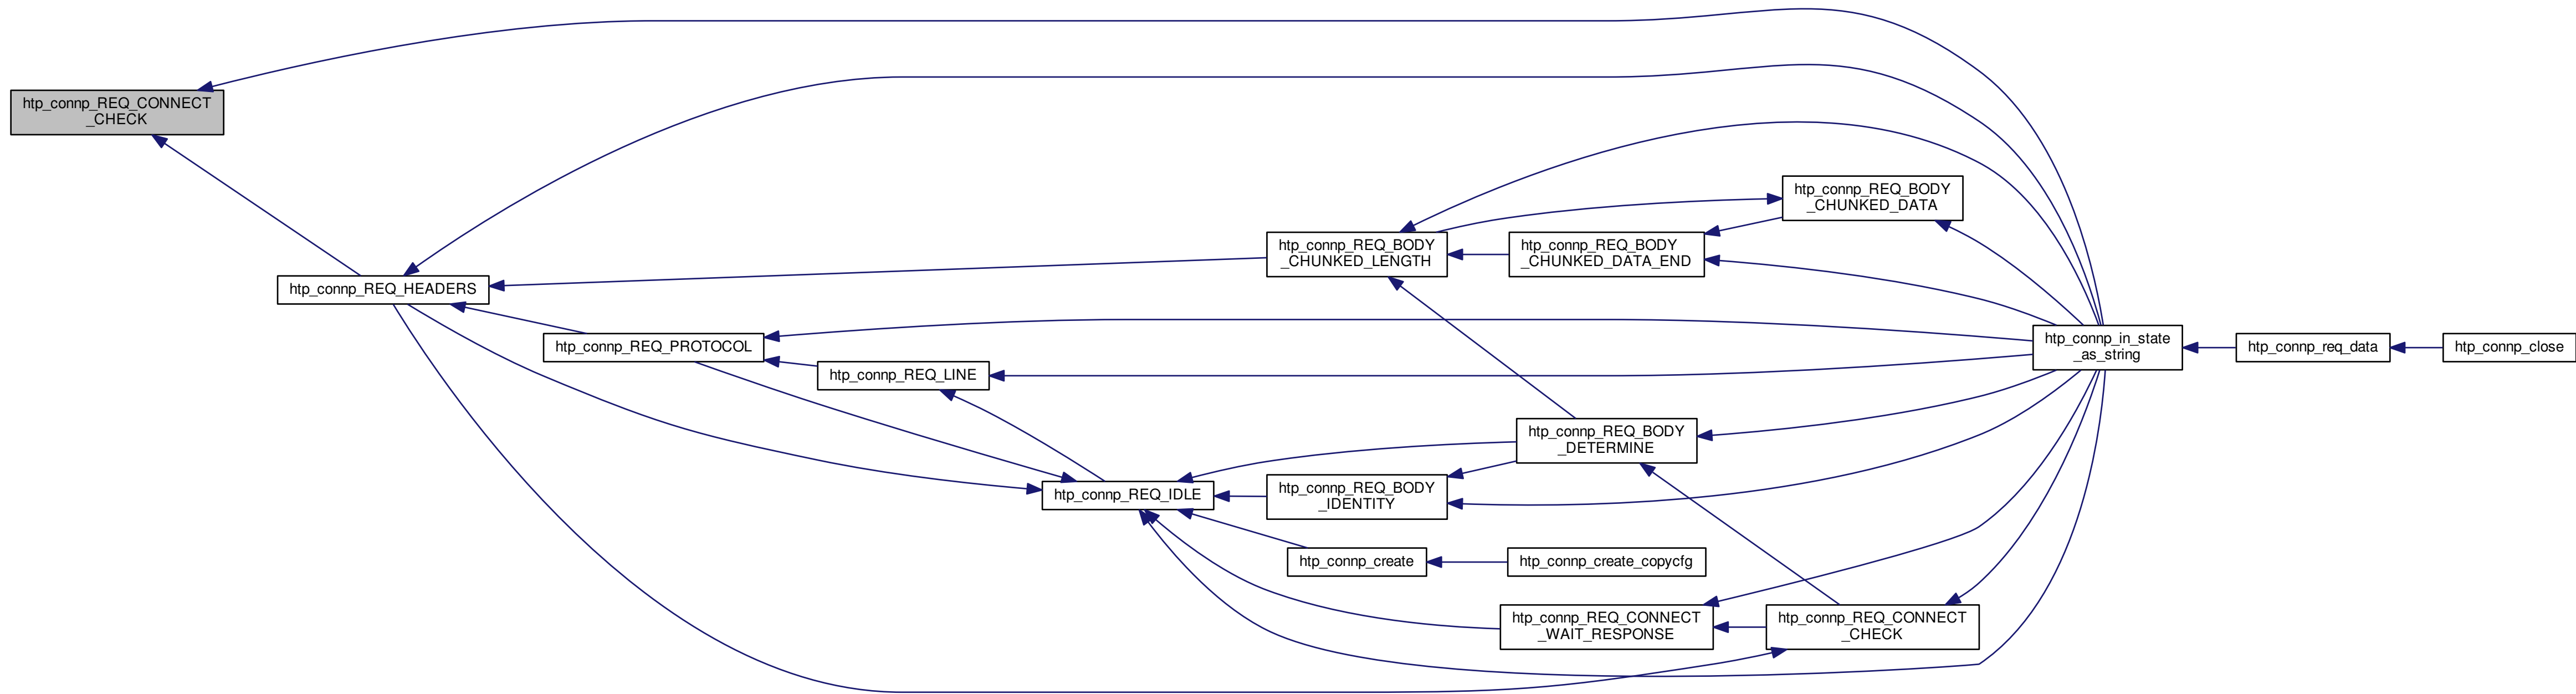 htp_connp_REQ_CONNECT
_CHECK
htp_connp_REQ_HEADERS
htp_connp_REQ_PROTOCOL
htp_connp_REQ_LINE
htp_connp_REQ_IDLE
htp_connp_REQ_BODY
_CHUNKED_LENGTH
htp_connp_REQ_BODY
_CHUNKED_DATA_END
htp_connp_REQ_BODY
_CHUNKED_DATA
htp_connp_REQ_BODY
_DETERMINE
htp_connp_REQ_BODY
_IDENTITY
htp_connp_create
htp_connp_create_copycfg
htp_connp_REQ_CONNECT
_WAIT_RESPONSE
htp_connp_REQ_CONNECT
_CHECK
htp_connp_in_state
_as_string
htp_connp_req_data
htp_connp_close